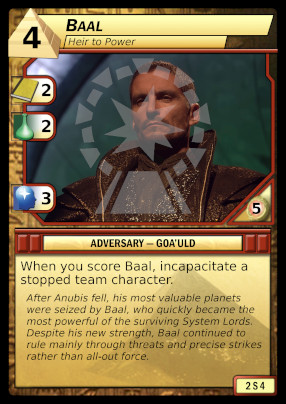 4
BAAL
Heir to Power
2
2
3
5
ADVERSARY – GOA'ULD
When you score Baal, incapacitate a
stopped team character.
After Anubis fell, his most valuable planets
were seized by Baal, who quickly became the
most powerful of the surviving System Lords.
Despite his new strength, Baal continued to
rule mainly through threats and precise strikes
rather than all-out force.
2 S 4